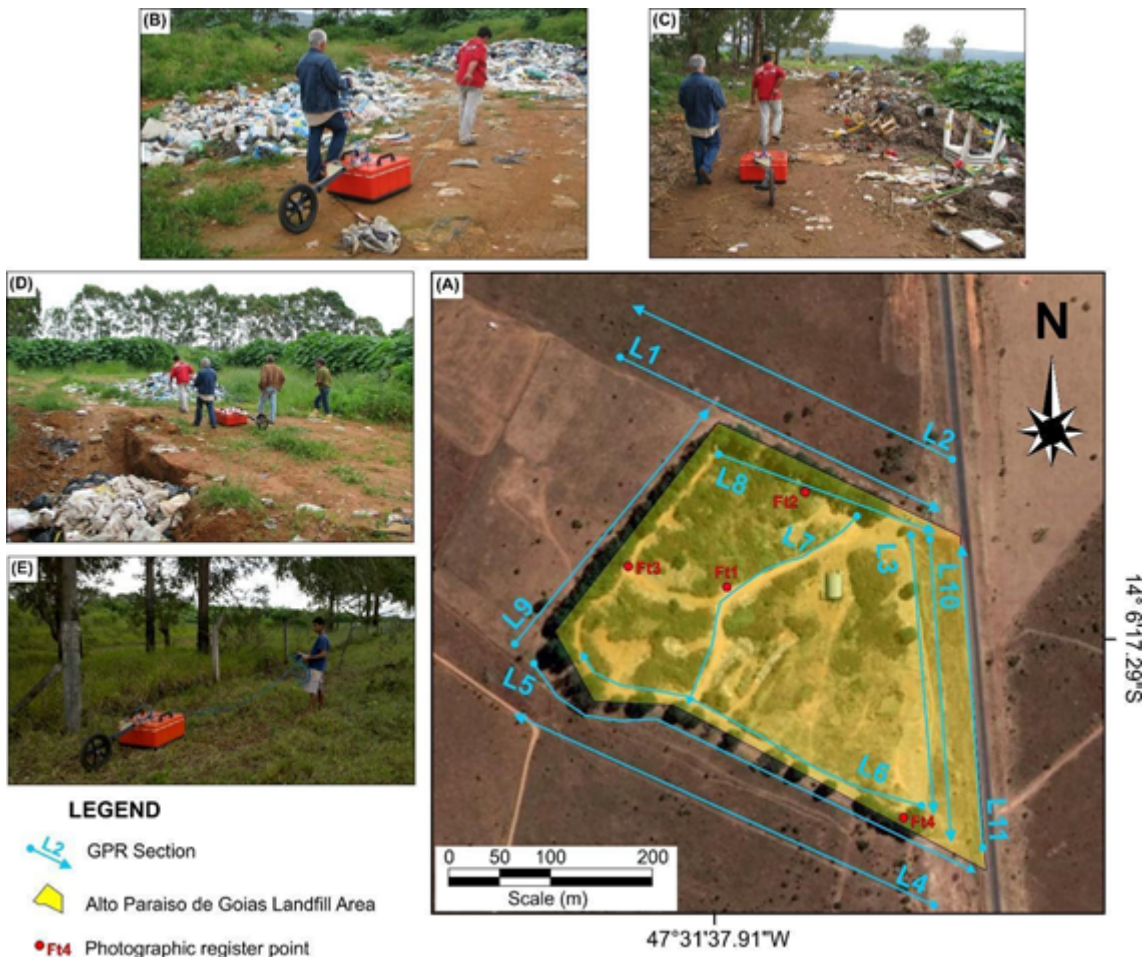 (B)
(C)
(D)
(A)
N
L1
L2
L8
Ft2
L7
L3
L10
Ft3
Ft1
L9
L5
L6
Ft4
L11
L4
14° 6'17.29"S
0 50 100 200
Scale (m)
47°31'37.91"W
(E)
LEGEND
L2 GPR Section
Alto Paraiso de Goias Landfill Area
Ft4 Photographic register point